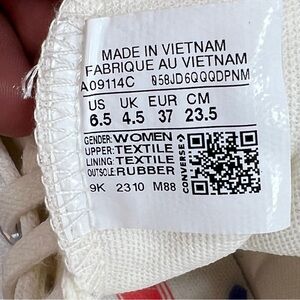 MADE IN VIETNAM
FABRIQUE AU VIETNAM
A09114C 058JD6QQQDPNM
US UK EUR CM
6.5 4.5 37 23.5
GENDER:WOMEN
UPPER:TEXTILE
LINING:TEXTILE
OUTSOLE:RUBBER
9K 2310 M88
CONVERSE